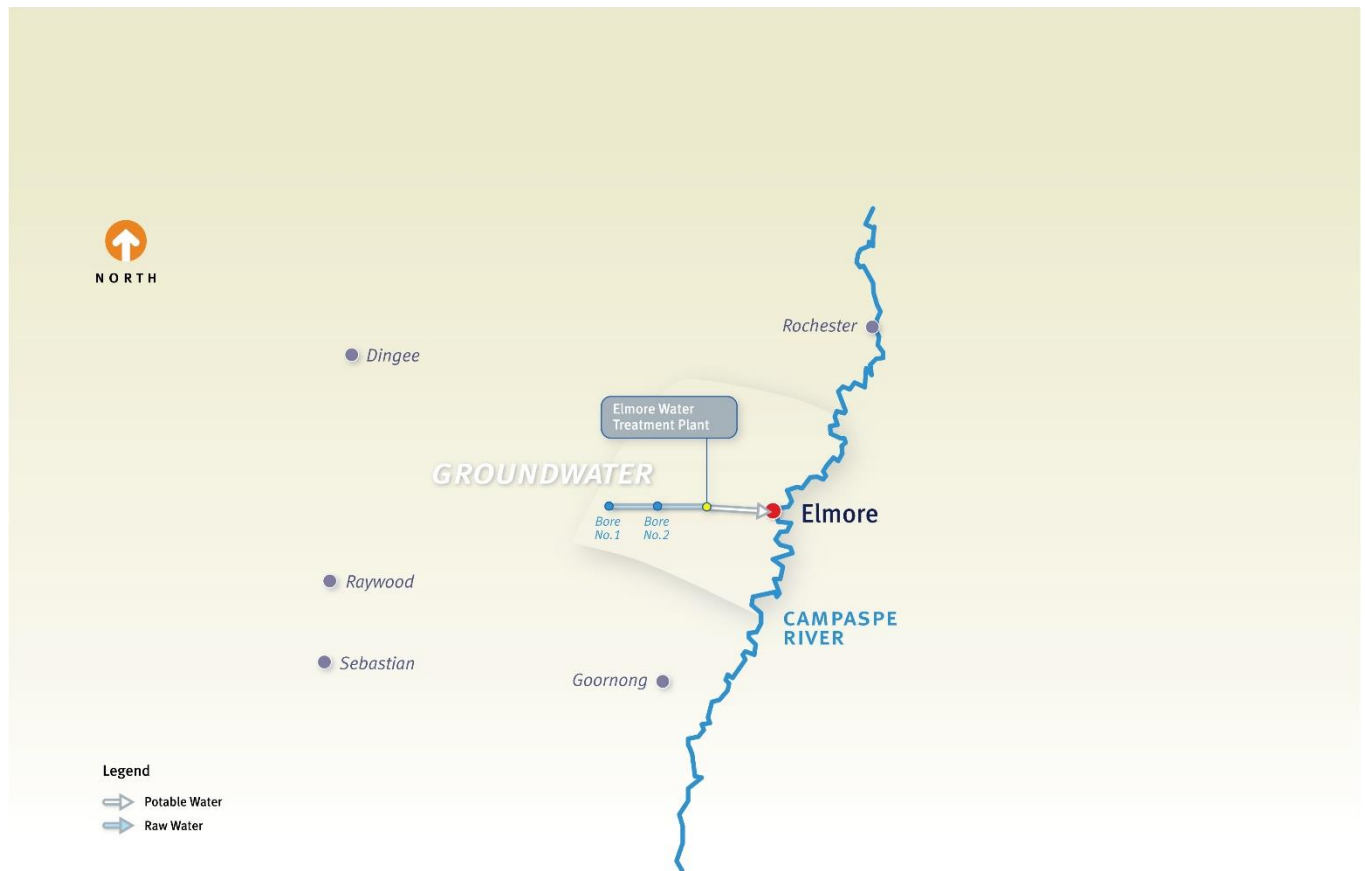 NORTH
Rochester
Dingee
Elmore Water
Treatment Plant
GROUNDWATER
Elmore
Bore
No.1
Bore
No.2
Raywood
CAMPASPE
RIVER
Sebastian
Goornong
Legend
Potable Water
Raw Water